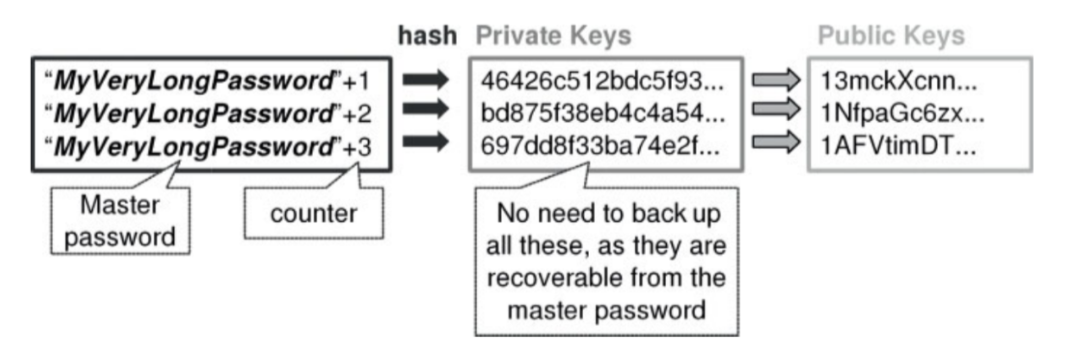 hash Private Keys Public Keys
"MyVeryLongPassword"+1 46426c512bdc5f93... 13mckXcnn...
"MyVeryLongPassword"+2 bd875f38eb4c4a54... 1NfpaGc6zx...
"MyVeryLongPassword"+3 697dd8f33ba74e2f... 1AFVtimDT...
Master
password
counter
No need to back up
all these, as they are
recoverable from the
master password